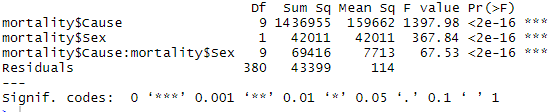 Df Sum Sq Mean Sq F value Pr(>F)
mortality$Cause 9 1436955 159662 1397.98 <2e-16 ***
mortality$Sex 1 42011 42011 367.84 <2e-16 ***
mortality$Cause:mortality$Sex 9 69416 7713 67.53 <2e-16 ***
Residuals 380 43399 114
---
Signif. codes: 0 ‘***’ 0.001 ‘**’ 0.01 ‘*’ 0.05 ‘.’ 0.1 ‘ ’ 1